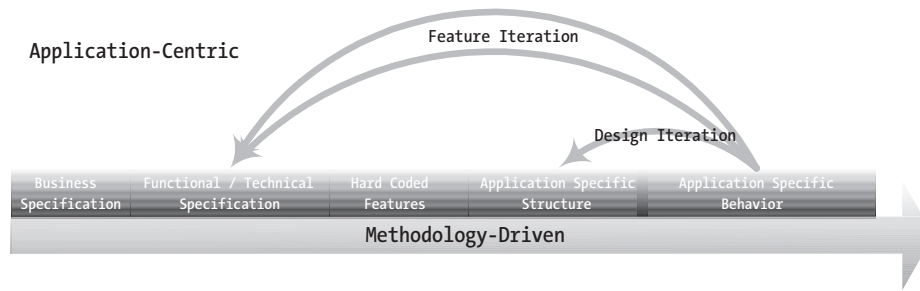 Application-Centric
Feature Iteration
Design Iteration
Business
Specification
Functional / Technical
Specification
Hard Coded
Features
Application Specific
Structure
Application Specific
Behavior
Methodology-Driven